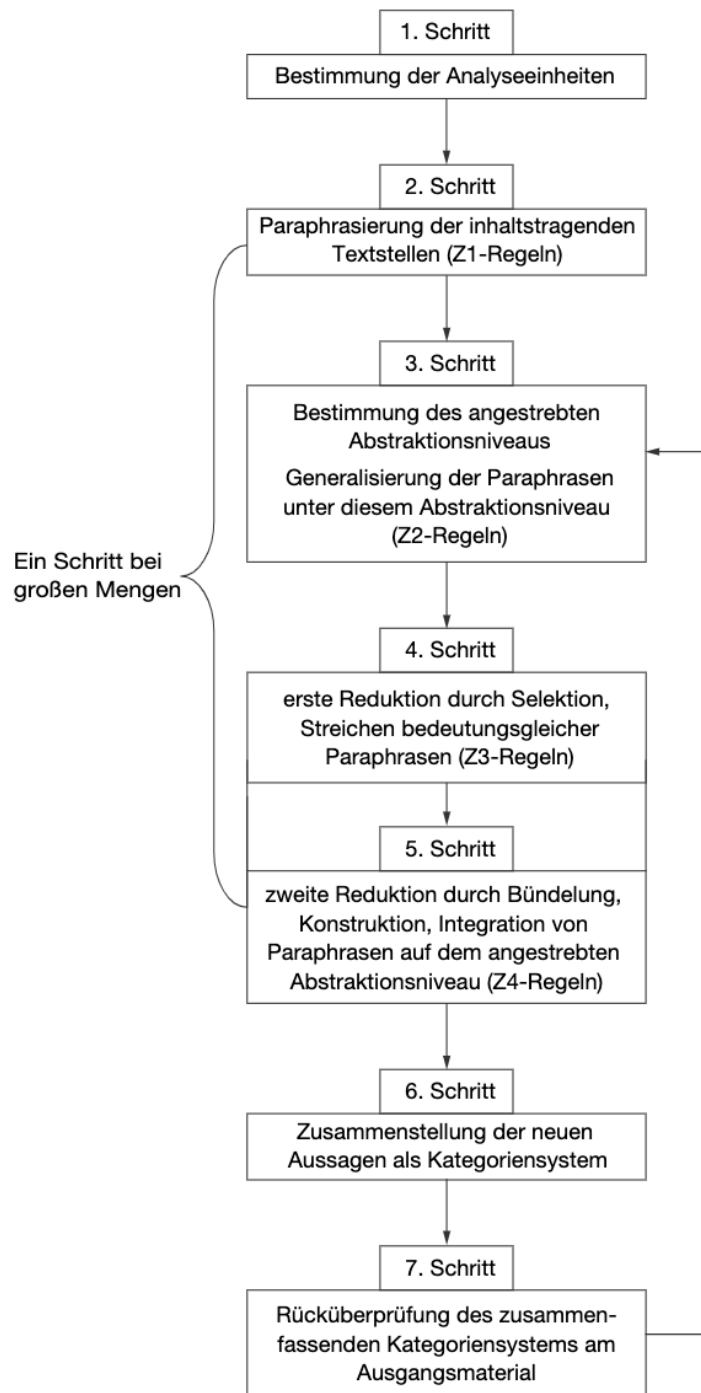 1. Schritt
Bestimmung der Analyseeinheiten
2. Schritt
Paraphrasierung der inhaltstragenden
Textstellen (Z1-Regeln)
3. Schritt
Bestimmung des angestrebten
Abstraktionsniveaus
Generalisierung der Paraphrasen
unter diesem Abstraktionsniveau
(Z2-Regeln)
Ein Schritt bei
großen Mengen
4. Schritt
erste Reduktion durch Selektion,
Streichen bedeutungsgleicher
Paraphrasen (Z3-Regeln)
5. Schritt
zweite Reduktion durch Bündelung,
Konstruktion, Integration von
Paraphrasen auf dem angestrebten
Abstraktionsniveau (Z4-Regeln)
6. Schritt
Zusammenstellung der neuen
Aussagen als Kategoriensystem
7. Schritt
Rücküberprüfung des zusammen-
fassenden Kategoriensystems am
Ausgangsmaterial